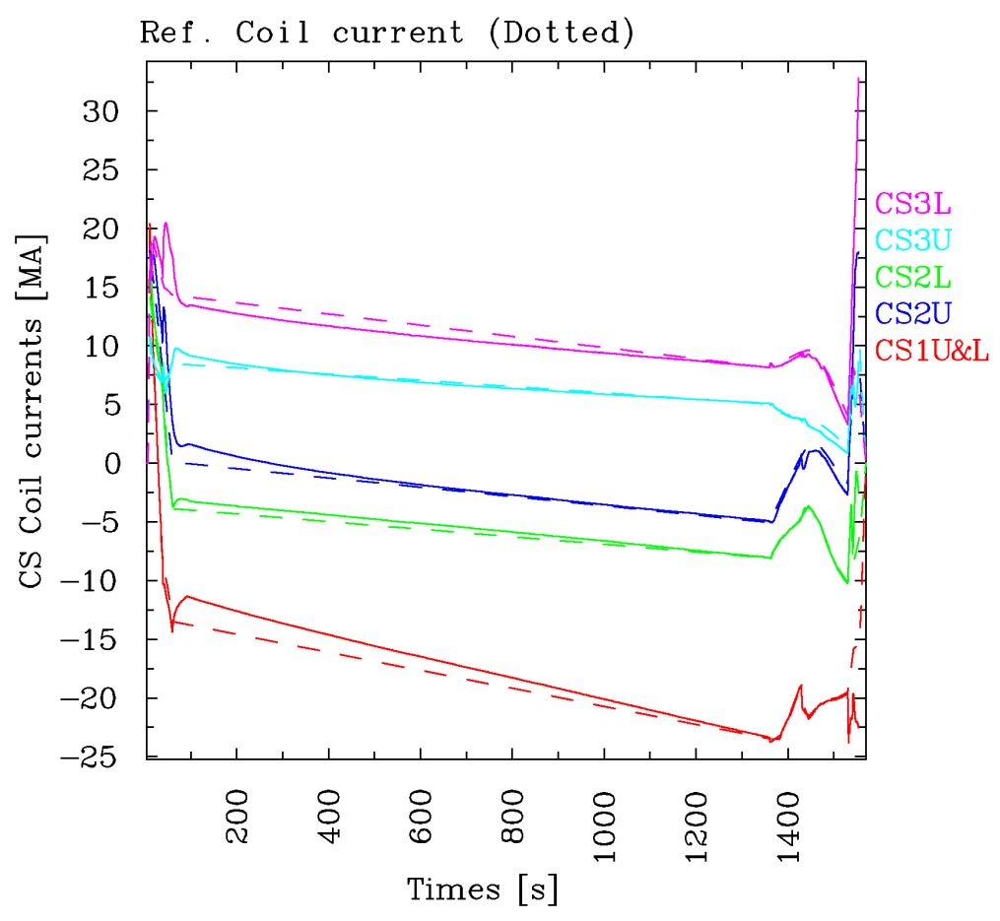 Ref. Coil current (Dotted)
CS Coil currents [MA]
30
25
20
15
10
5
0
−5
−10
−15
−20
−25
CS3L
CS3U
CS2L
CS2U
CS1U&L
200
400
600
800
1000
1200
1400
Times [s]